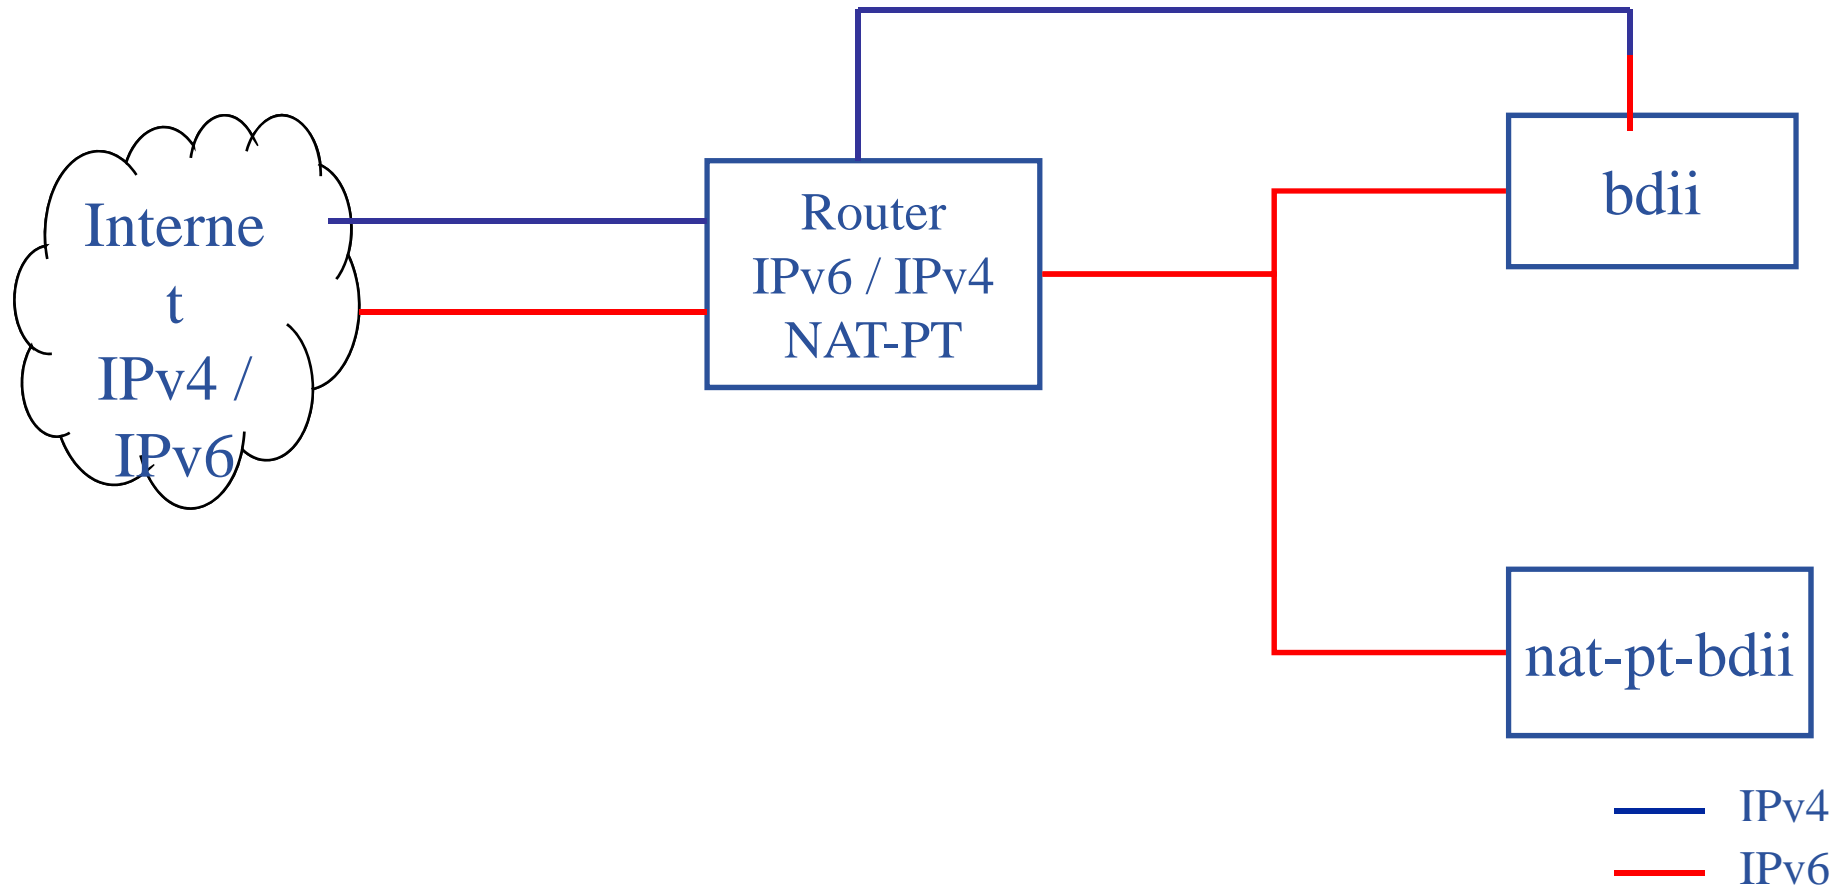 Interne
t
IPv4 /
IPv6
Router
IPv6 / IPv4
NAT-PT
bdii
nat-pt-bdii
IPv4
IPv6